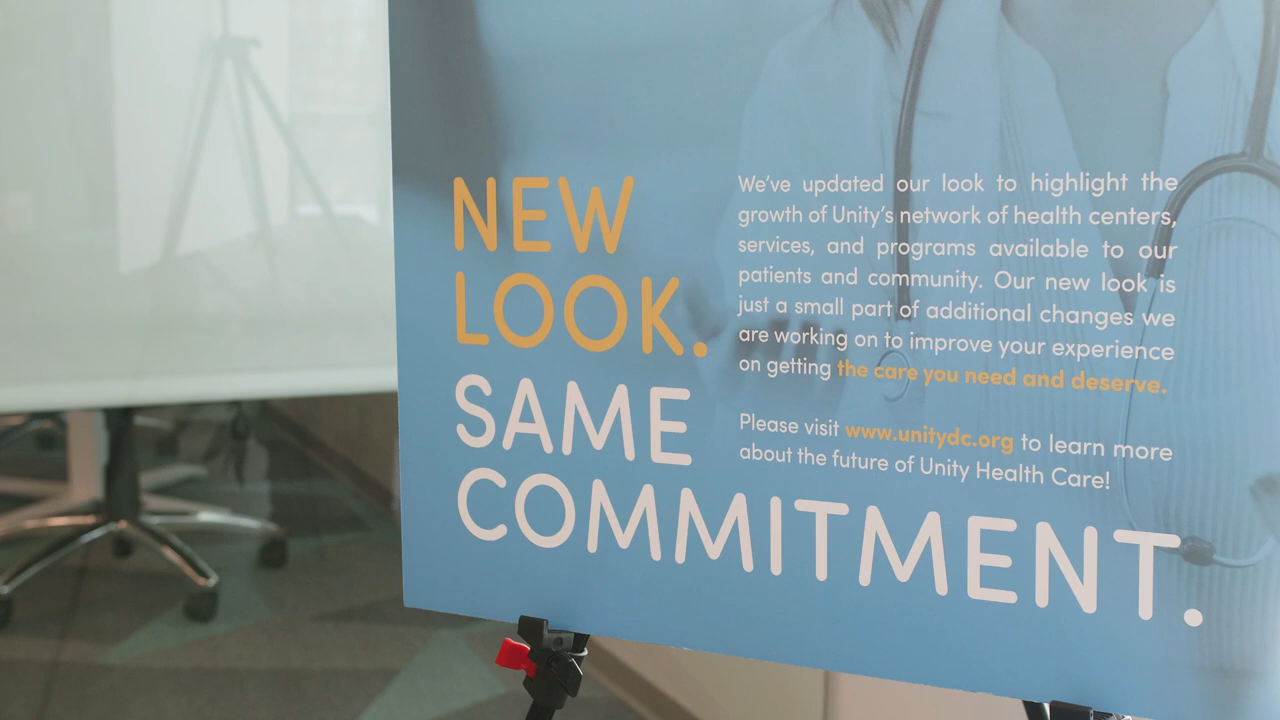 NEW
LOOK.
SAME
COMMITMENT.
We've updated our look to highlight the
growth of Unity's network of health centers,
services, and programs available to our
patients and community. Our new look is
just a small part of additional changes we
are working on to improve your experience
on getting the care you need and deserve.
Please visit www.unitydc.org to learn more
about the future of Unity Health Care!